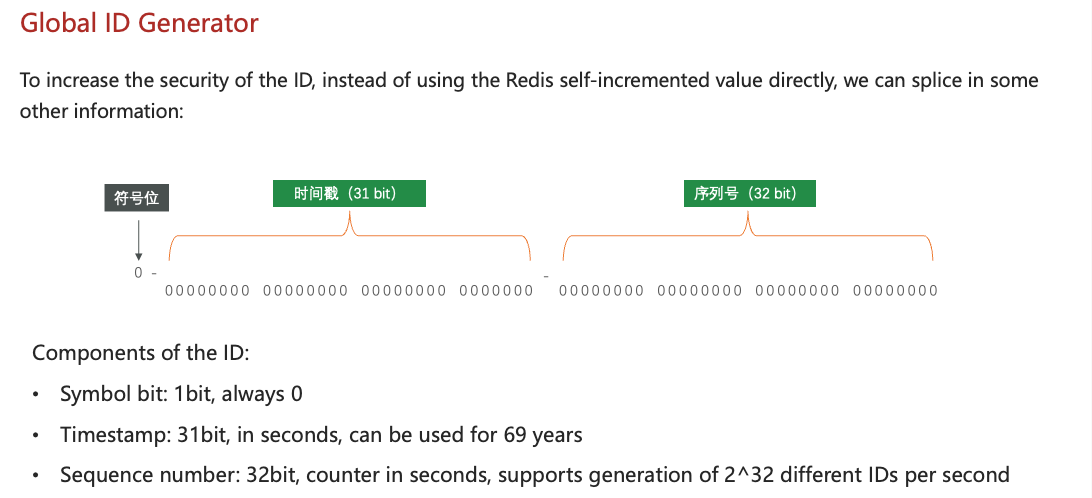 Global ID Generator
To increase the security of the ID, instead of using the Redis self-incremented value directly, we can splice in some
other information:
符号位
时间戳（31 bit）
序列号（32 bit）
0 -
-
00000000 00000000 00000000 0000000
00000000 00000000 00000000 00000000
Components of the ID:
• Symbol bit: 1bit, always 0
• Timestamp: 31bit, in seconds, can be used for 69 years
• Sequence number: 32bit, counter in seconds, supports generation of 2^32 different IDs per second